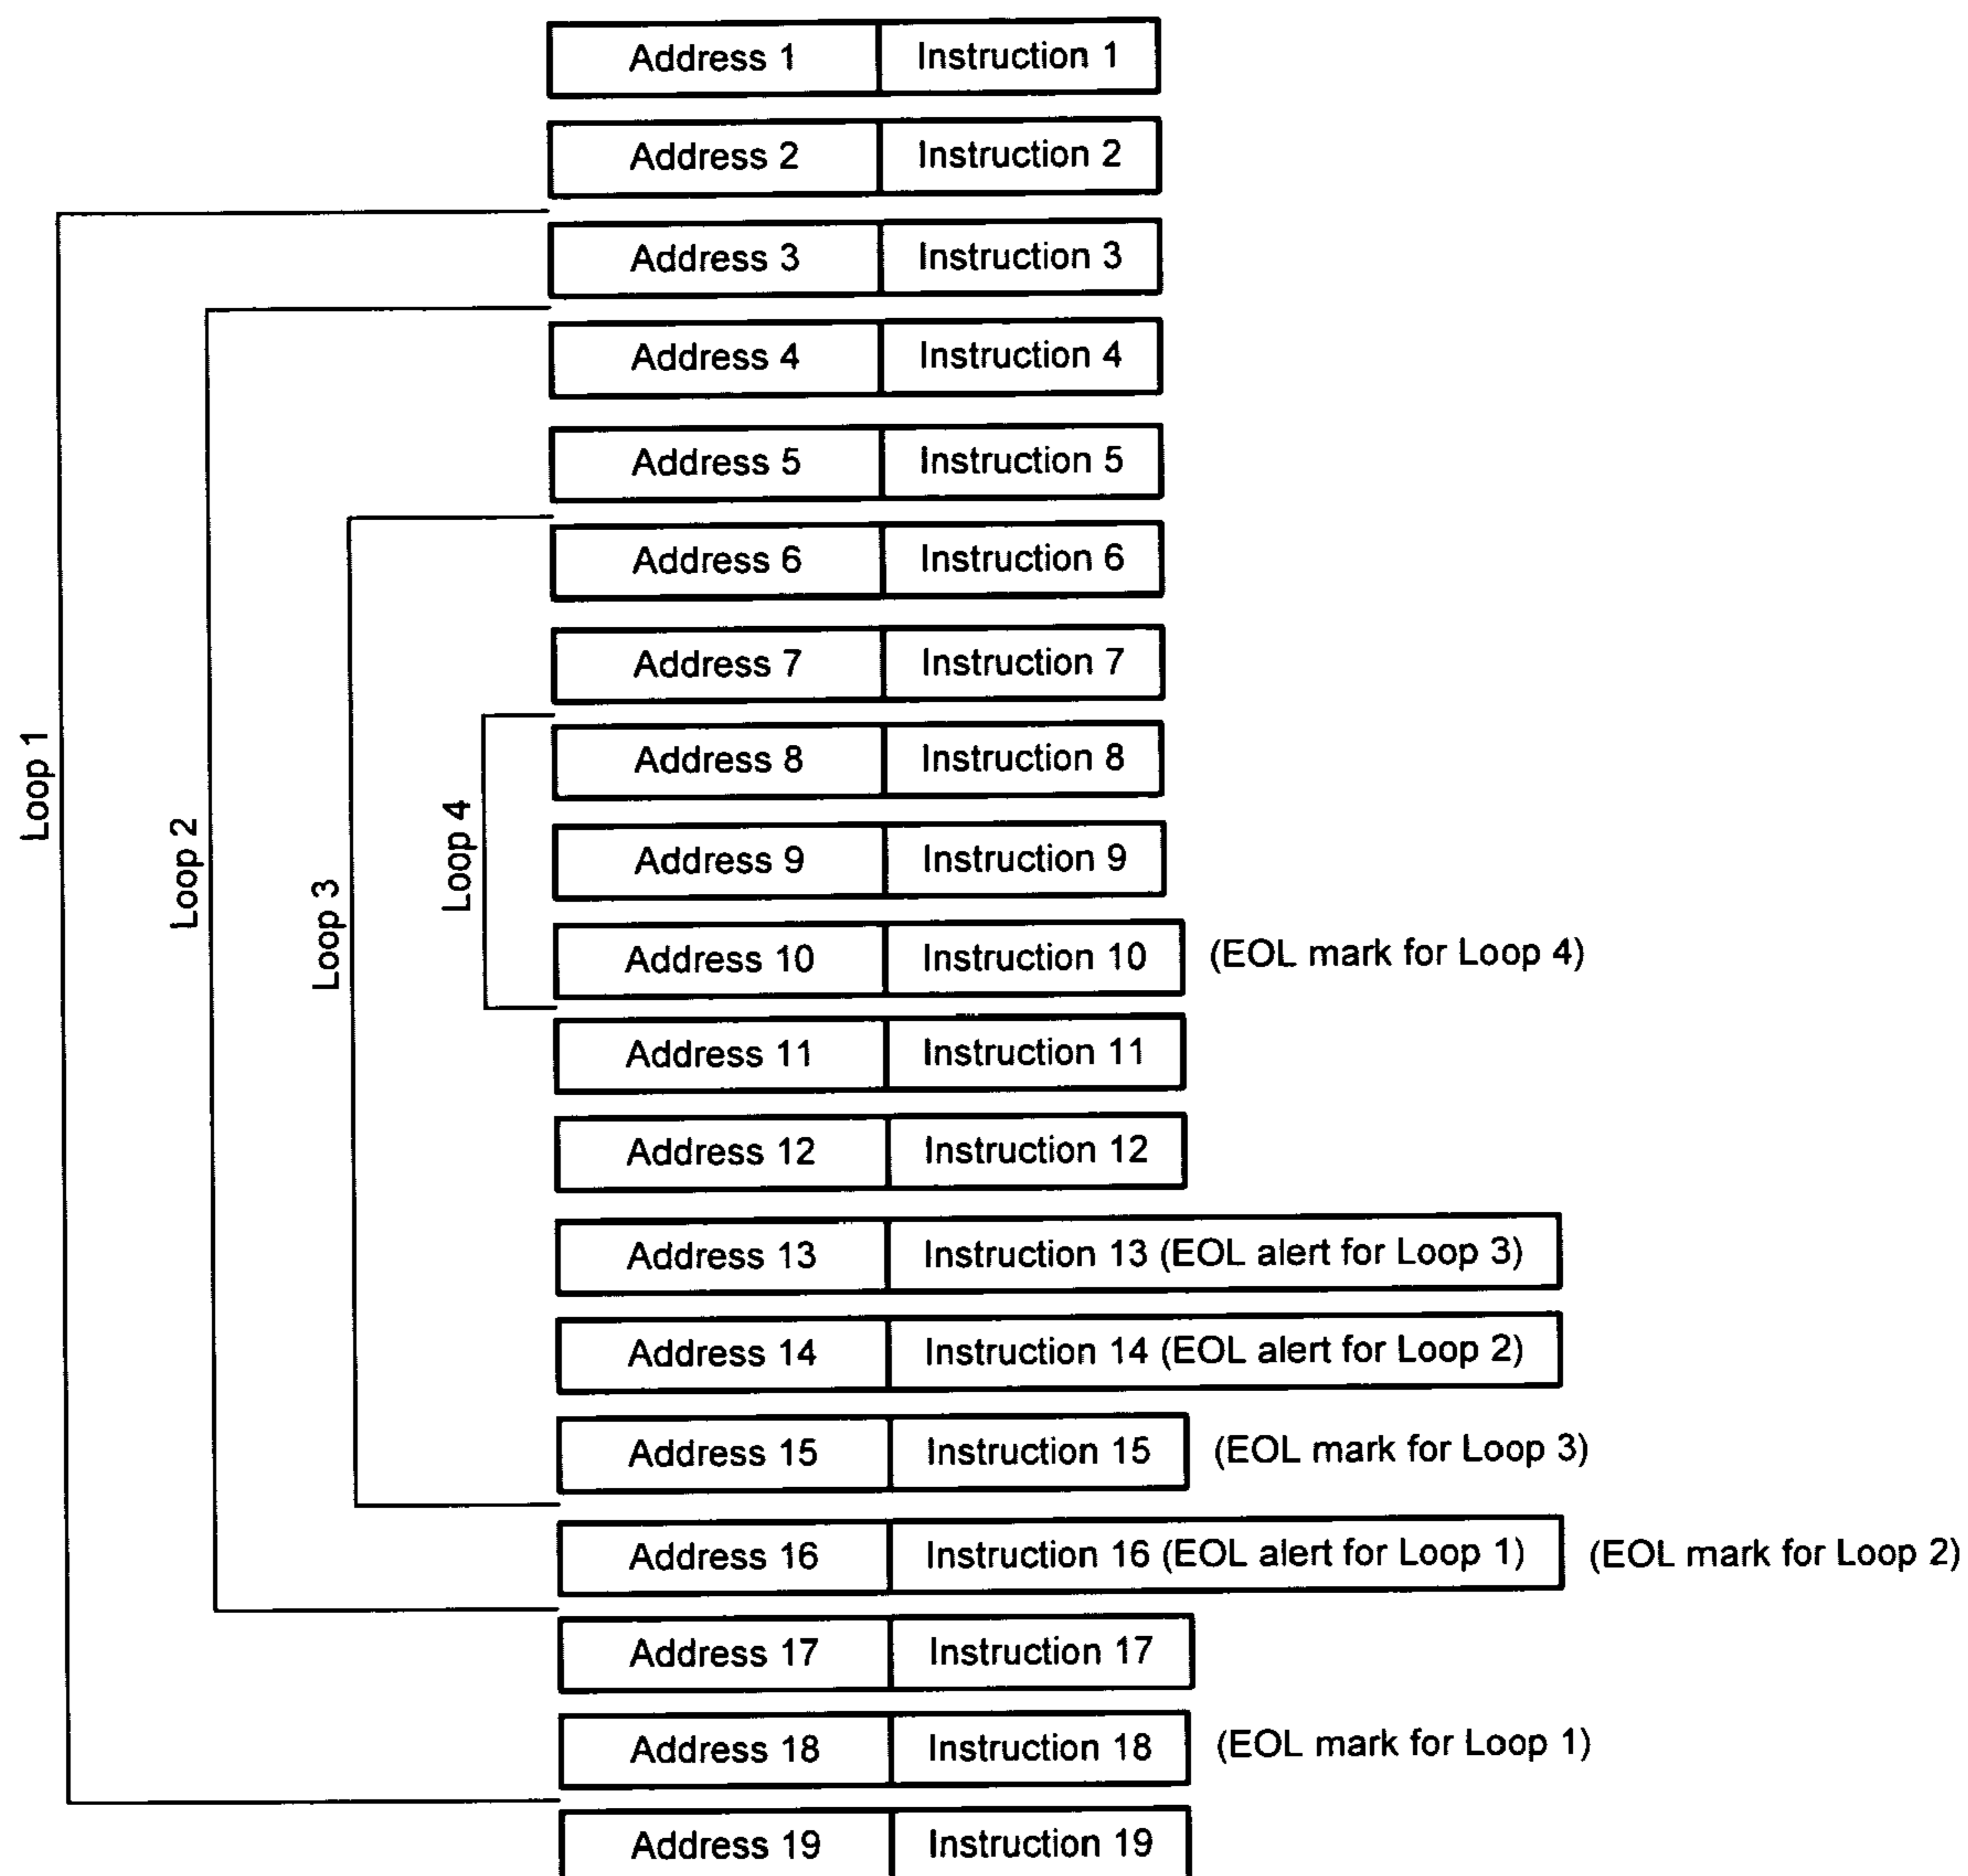 Address 1 Instruction 1
Address 2 Instruction 2
Address 3 Instruction 3
Address 4 Instruction 4
Address 5 Instruction 5
Address 6 Instruction 6
Address 7 Instruction 7
Address 8 Instruction 8
Address 9 Instruction 9
Address 10 Instruction 10 (EOL mark for Loop 4)
Address 11 Instruction 11
Address 12 Instruction 12
Address 13 Instruction 13 (EOL alert for Loop 3)
Address 14 Instruction 14 (EOL alert for Loop 2)
Address 15 Instruction 15 (EOL mark for Loop 3)
Address 16 Instruction 16 (EOL alert for Loop 1) (EOL mark for Loop 2)
Address 17 Instruction 17
Address 18 Instruction 18 (EOL mark for Loop 1)
Address 19 Instruction 19
Loop 1
Loop 2
Loop 3
Loop 4